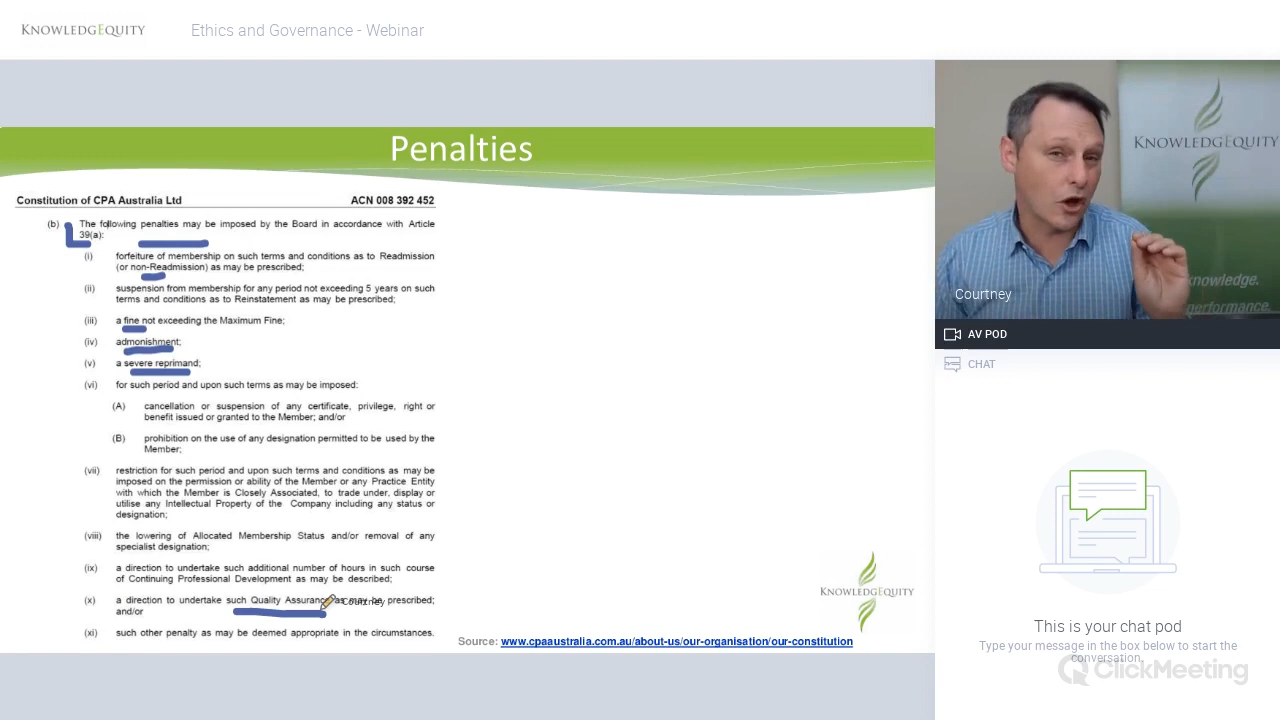 KNOWLEDGEQUITY
Ethics and Governance - Webinar
Penalties
Constitution of CPA Australia Ltd ACN 008 392 452
(b) The following penalties may be imposed by the Board in accordance with Article
39(a):
(i) forfeiture of membership on such terms and conditions as to Readmission
(or non-Readmission) as may be prescribed;
(ii) suspension from membership for any period not exceeding 5 years on such
terms and conditions as to Reinstatement as may be prescribed;
(iii) a fine not exceeding the Maximum Fine;
(iv) admonishment;
(v) a severe reprimand;
(vi) for such period and upon such terms as may be imposed:
(A) cancellation or suspension of any certificate, privilege, right or
benefit issued or granted to the Member; and/or
(B) prohibition on the use of any designation permitted to be used by the
Member;
(vii) restriction for such period and upon such terms and conditions as may be
imposed on the permission or ability of the Member or any Practice Entity
with which the Member is Closely Associated, to trade under, display or
utilise any Intellectual Property of the Company including any status or
designation;
(viii) the lowering of Allocated Membership Status and/or removal of any
specialist designation;
(ix) a direction to undertake such additional number of hours in such course
of Continuing Professional Development as may be described;
(x) a direction to undertake such Quality Assurance as may be prescribed;
and/or
Courtney
(xi) such other penalty as may be deemed appropriate in the circumstances.
KNOWLEDGEQUITY
Source: www.cpaaustralia.com.au/about-us/our-organisation/our-constitution
KNOWLEDGEQUITY
knowledge.
performance.
Courtney
AV POD
CHAT
This is your chat pod
Type your message in the box below to start the
conversation.
ClickMeeting